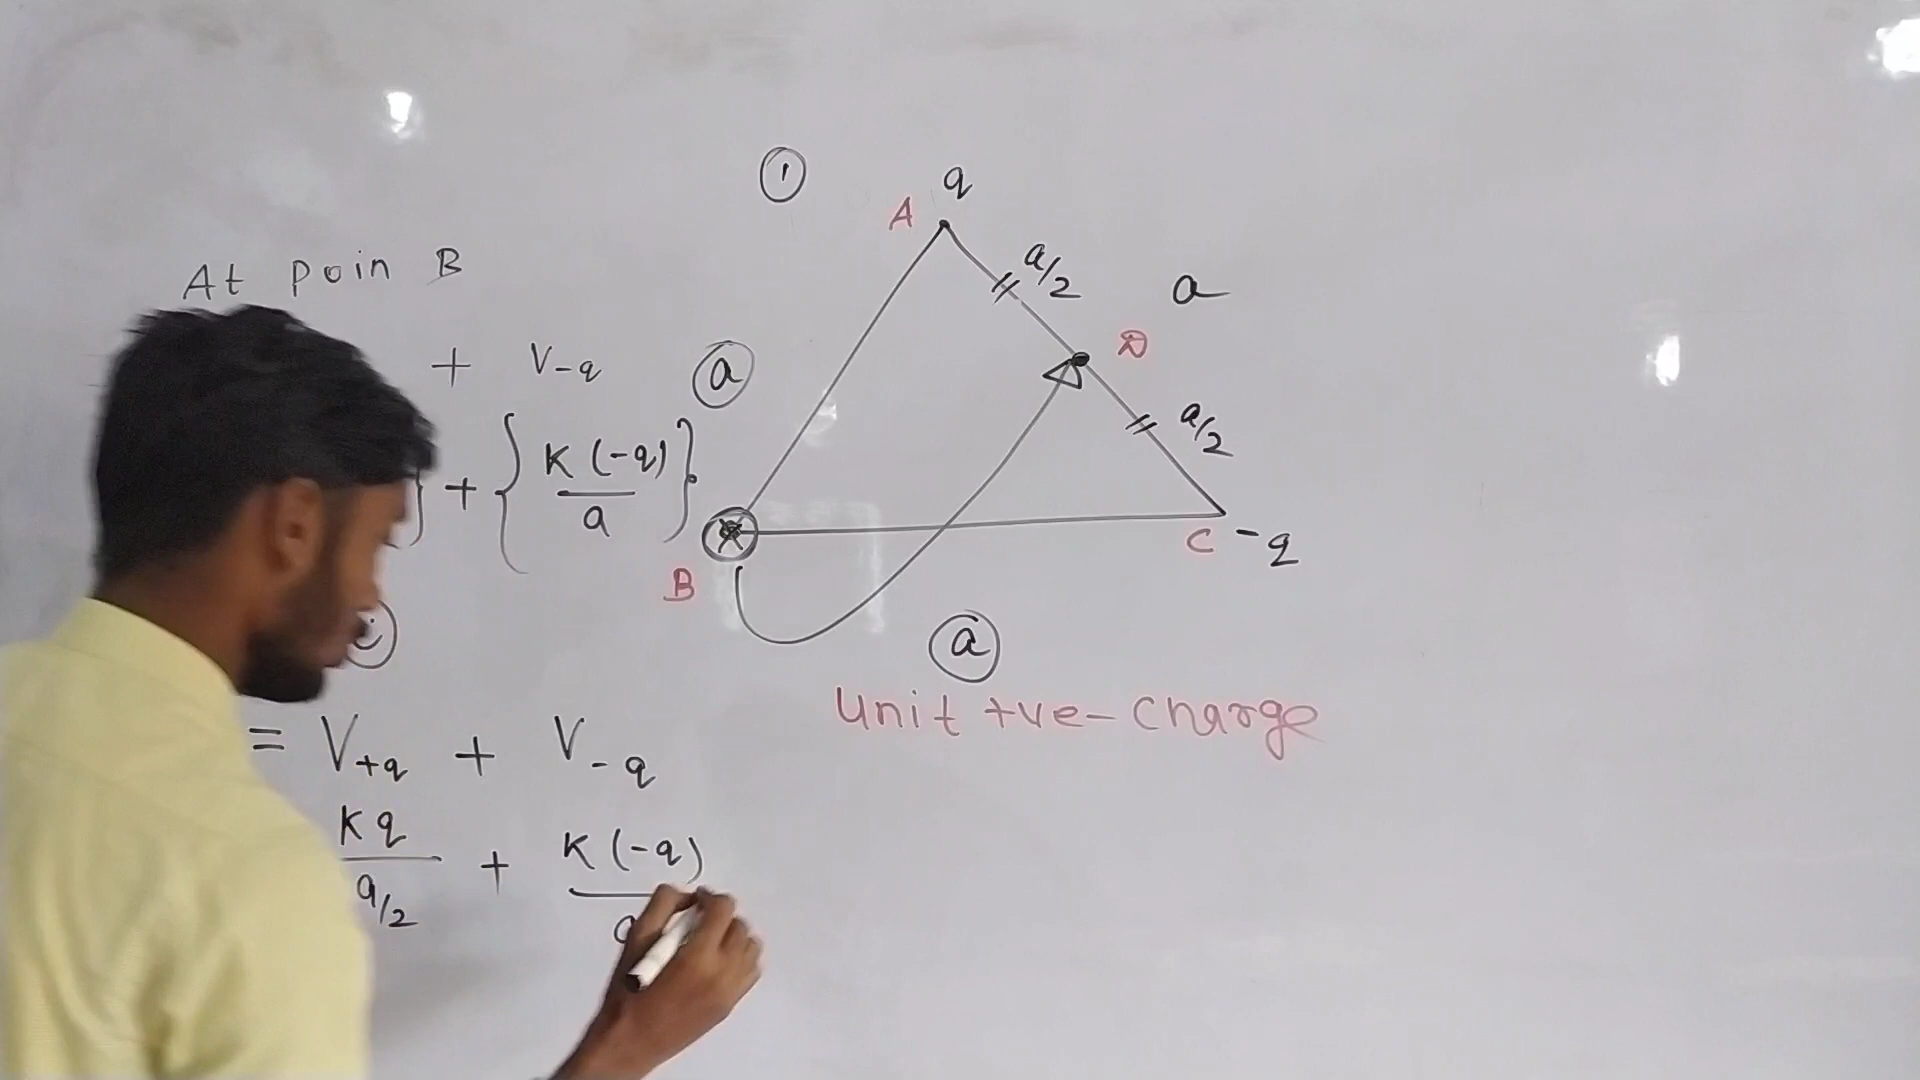 At poin B
+ V-q
} + { K (-q) / a }
= V+q + V-q
Kq / a/2 + K (-q) /
①
q
A
a/2
a
D
ⓐ
a/2
B
C -q
ⓐ
Unit +ve- charge